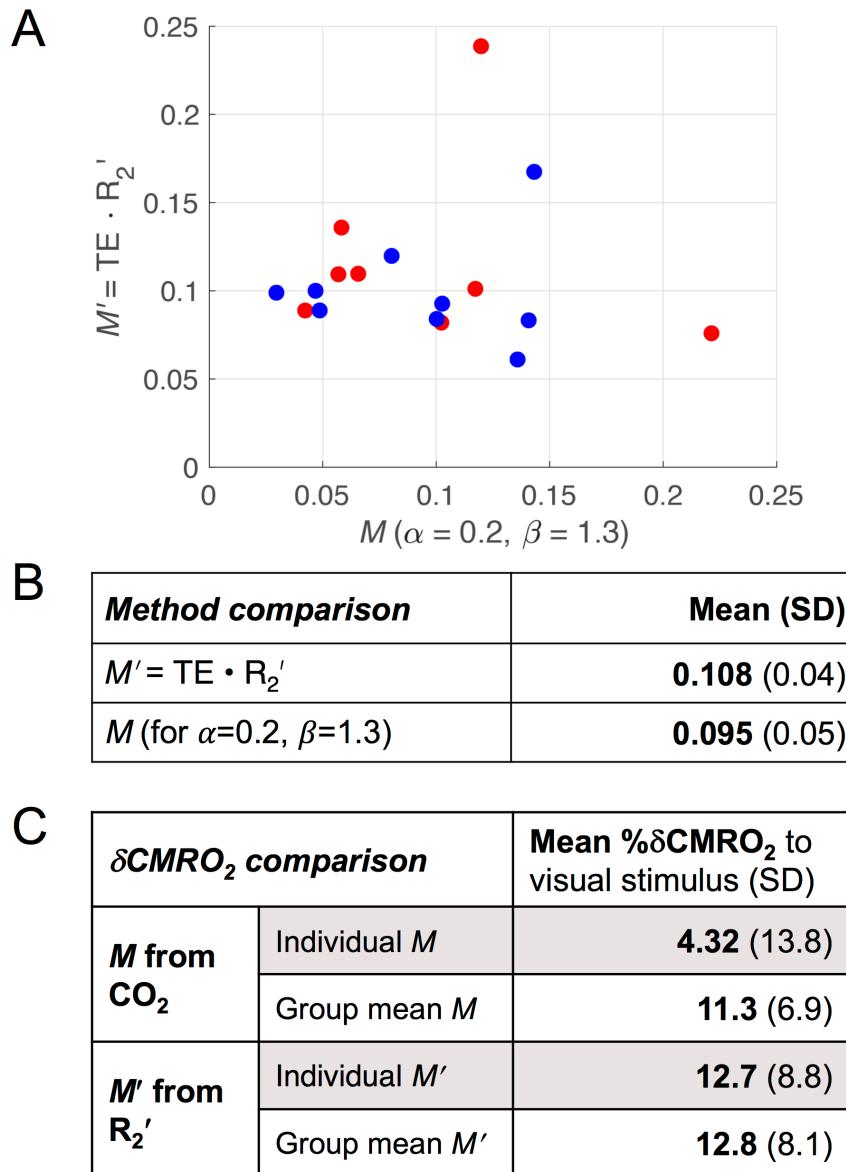 A
0.25
0.2
0.15
0.1
0.05
0
M′ = TE · R₂′
0 0.05 0.1 0.15 0.2 0.25
M (α = 0.2, β = 1.3)
B
Method comparison Mean (SD)
M′ = TE • R₂′ 0.108 (0.04)
M (for α=0.2, β=1.3) 0.095 (0.05)
C
δCMRO₂ comparison
Mean %δCMRO₂ to
visual stimulus (SD)
M from
CO₂
Individual M 4.32 (13.8)
Group mean M 11.3 (6.9)
M′ from
R₂′
Individual M′ 12.7 (8.8)
Group mean M′ 12.8 (8.1)